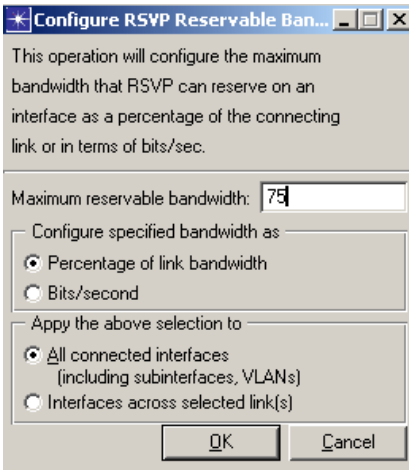 Configure RSVP Reservable Ban...
This operation will configure the maximum
bandwidth that RSVP can reserve on an
interface as a percentage of the connecting
link or in terms of bits/sec.
Maximum reservable bandwidth: 75
Configure specified bandwidth as
Percentage of link bandwidth
Bits/second
Appy the above selection to
All connected interfaces
(including subinterfaces, VLANs)
Interfaces across selected link(s)
OK Cancel